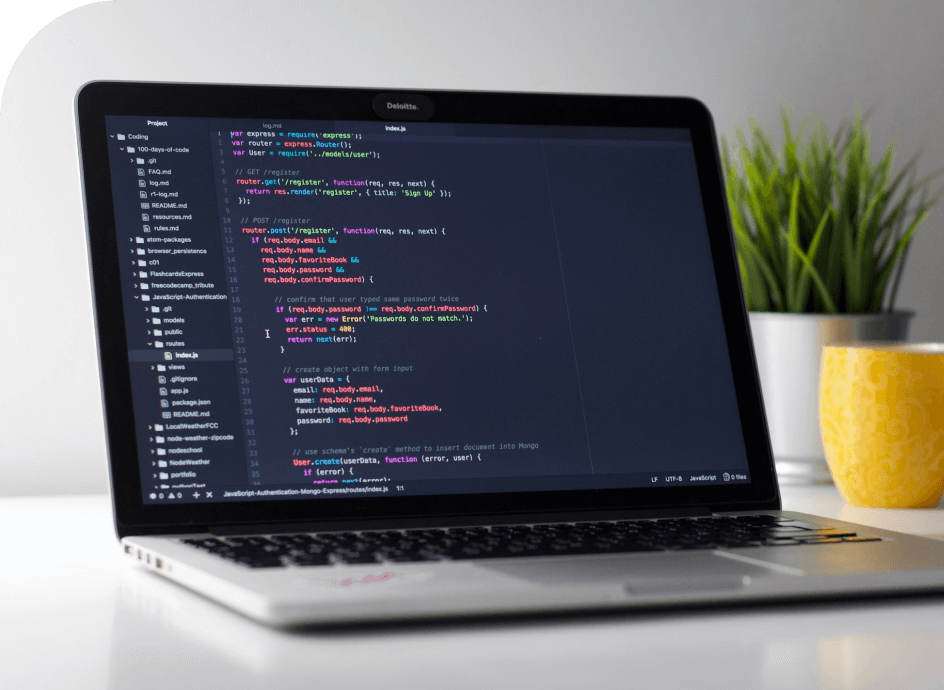 Deloitte.
Project
Coding
100-days-of-code
.git
FAQ.md
log.md
r1-log.md
README.md
resources.md
rules.md
atom-packages
browser_persistence
c01
FlashcardsExpress
freecodecamp_tribute
JavaScript-Authentication
.git
models
public
routes
index.js
views
.gitignore
app.js
package.json
README.md
LocalWeatherFCC
node-weather-zipcode
nodeschool
NodeWeather
portfolio
pythonTest
log.md
index.js
1 var express = require('express');
2 var router = express.Router();
3 var User = require('../models/user');
4
5 // GET /register
6 router.get('/register', function(req, res, next) {
7 return res.render('register', { title: 'Sign Up' });
8 });
9
10 // POST /register
11 router.post('/register', function(req, res, next) {
12 if (req.body.email &&
13 req.body.name &&
14 req.body.favoriteBook &&
15 req.body.password &&
16 req.body.confirmPassword) {
17
18 // confirm that user typed same password twice
19 if (req.body.password !== req.body.confirmPassword) {
20 var err = new Error('Passwords do not match.');
21 err.status = 400;
22 return next(err);
23 }
24
25 // create object with form input
26 var userData = {
27 email: req.body.email,
28 name: req.body.name,
29 favoriteBook: req.body.favoriteBook,
30 password: req.body.password
31 };
32
33 // use schema's `create` method to insert document into Mongo
34 User.create(userData, function (error, user) {
35 if (error) {
36 return next(error);
0 0 JavaScript-Authentication-Mongo-Express/routes/index.js 1:1
LF UTF-8 JavaScript 0 files